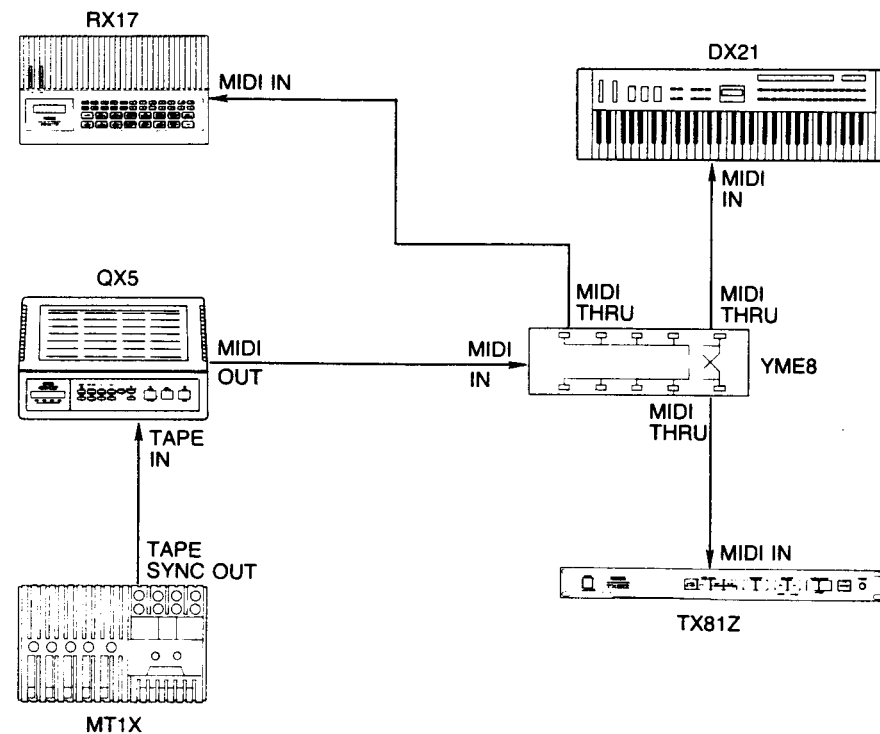 RX17
MIDI IN
DX21
MIDI
IN
QX5
MIDI
OUT
MIDI
IN
MIDI
THRU
MIDI
THRU
YME8
MIDI
THRU
TAPE
IN
TAPE
SYNC OUT
MIDI IN
TX81Z
MT1X